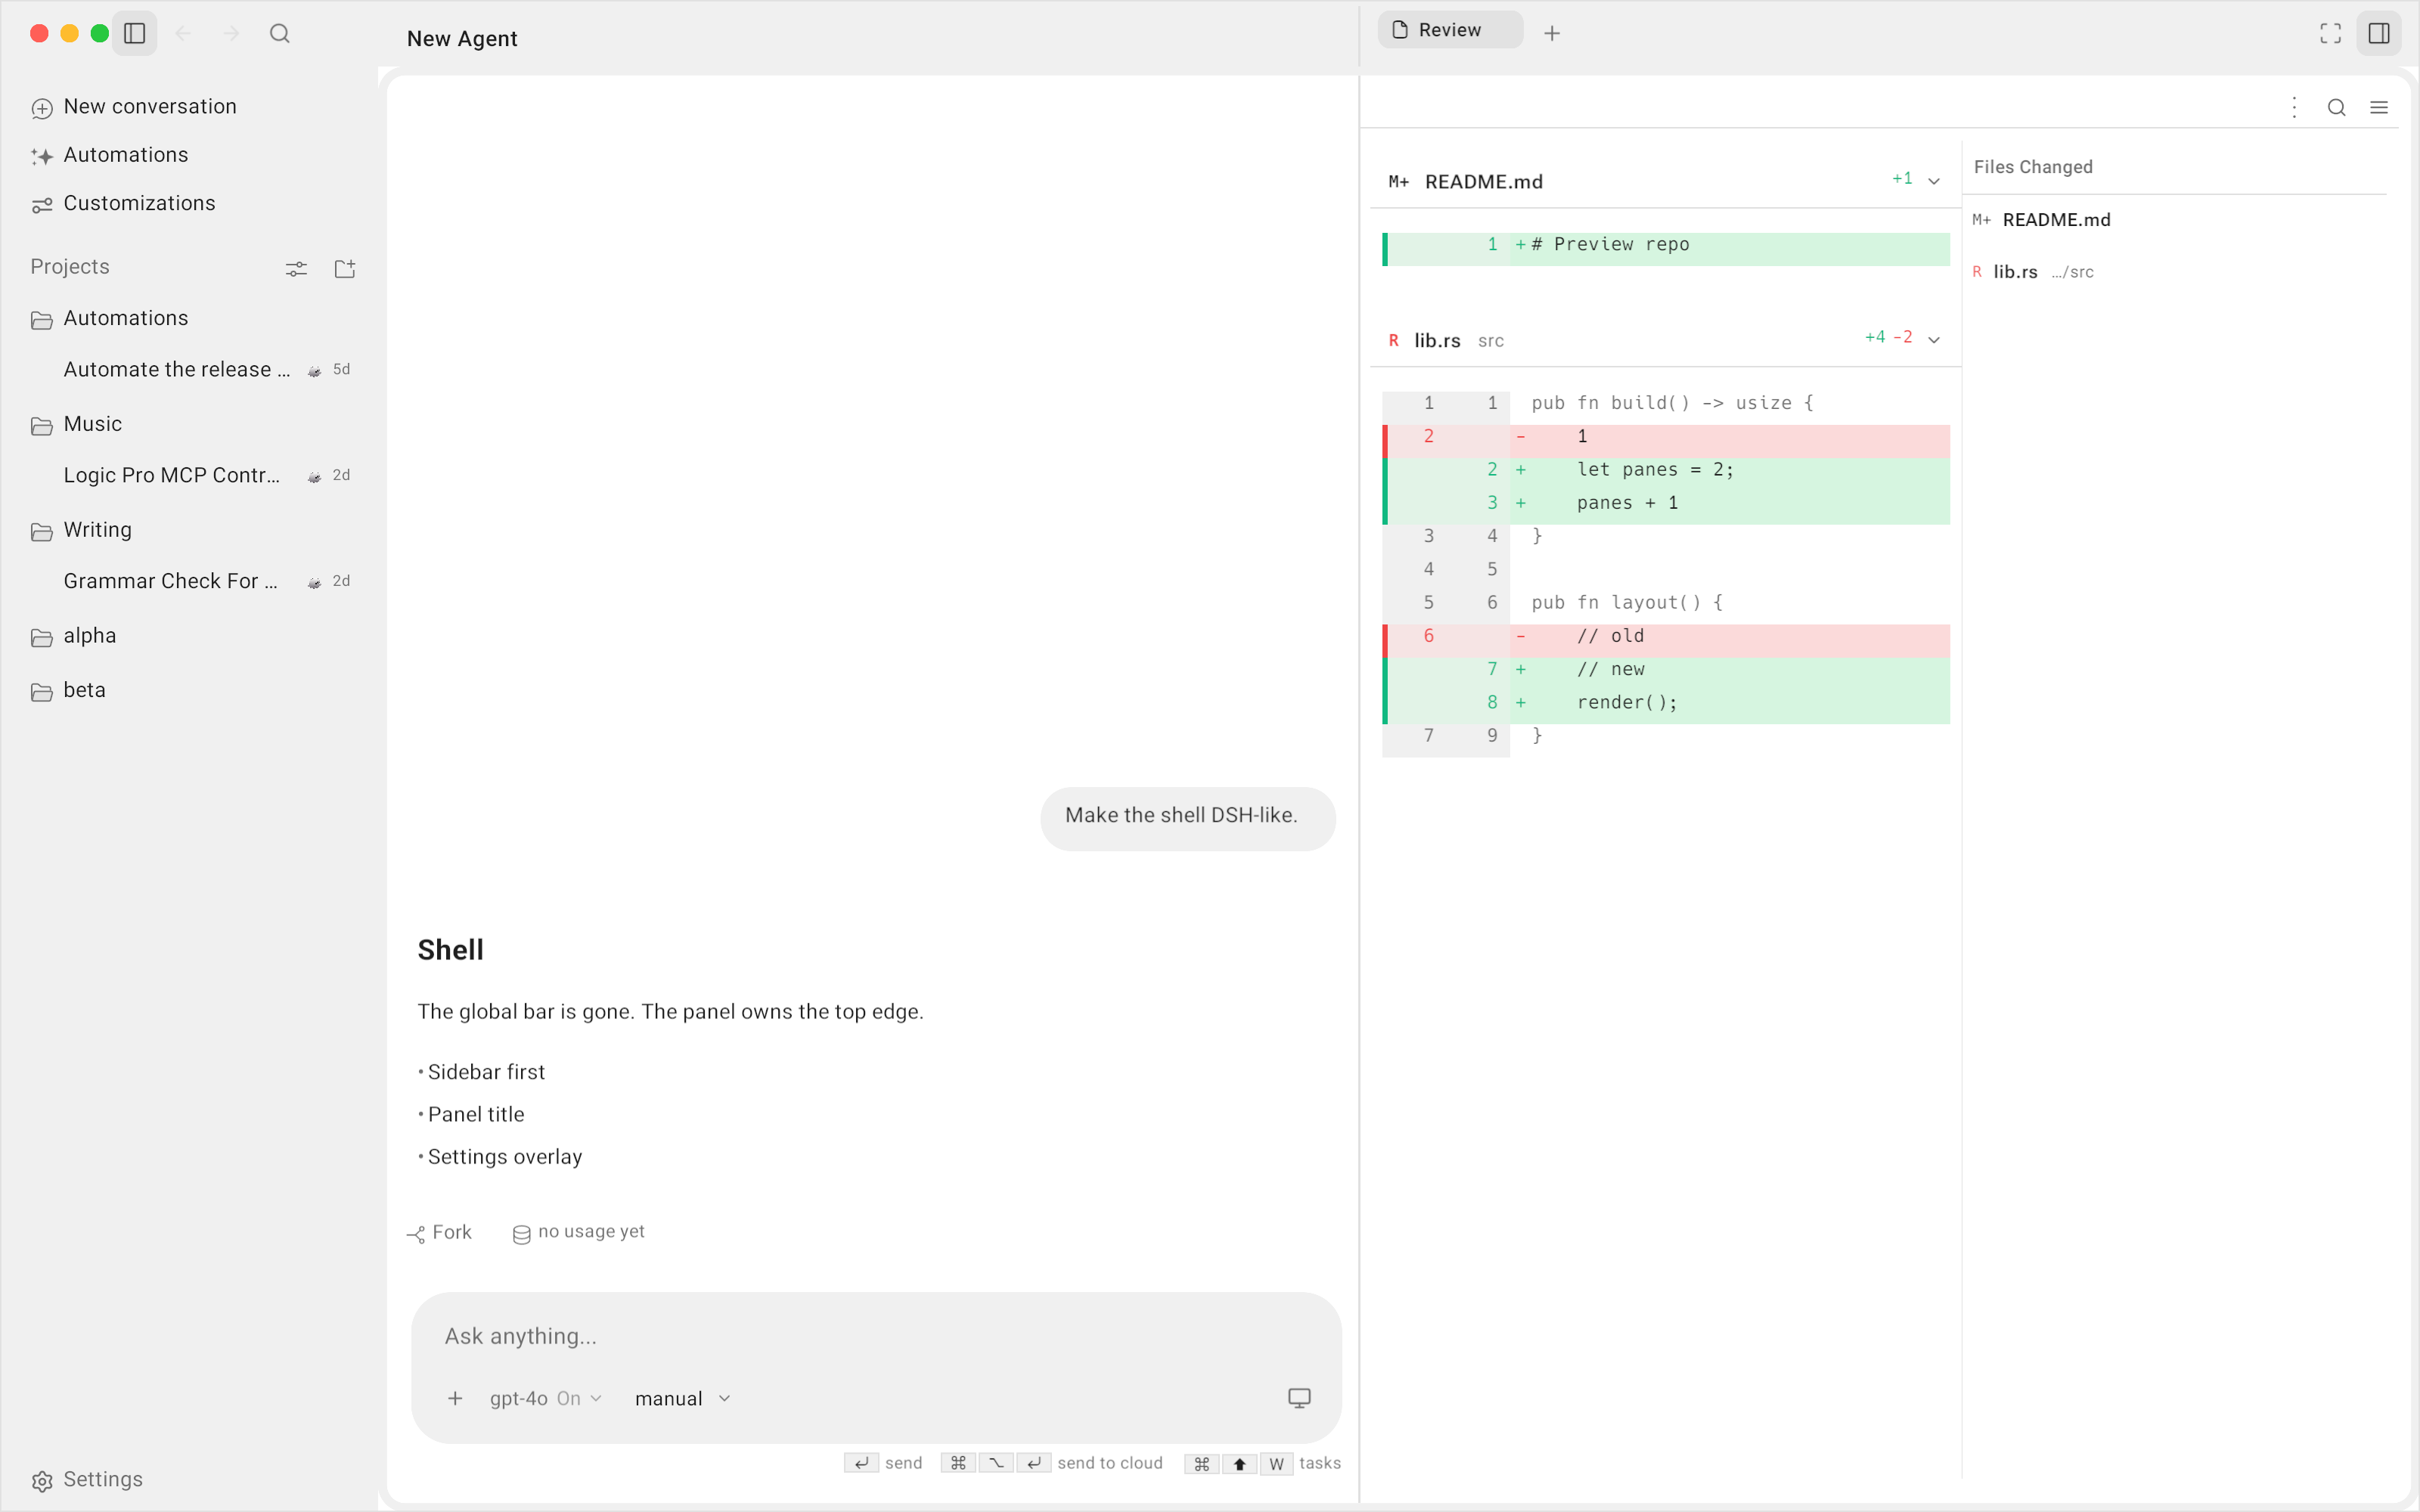 New Agent
Review
New conversation
Automations
Customizations
Projects
Automations
Automate the release ... 5d
Music
Logic Pro MCP Contr... 2d
Writing
Grammar Check For ... 2d
alpha
beta
Settings
Make the shell DSH-like.
Shell
The global bar is gone. The panel owns the top edge.
• Sidebar first
• Panel title
• Settings overlay
Fork no usage yet
Ask anything...
+ gpt-4o On manual
send ⌘ ⌥ send to cloud ⌘ W tasks
M+ README.md +1
1 + # Preview repo
R lib.rs src +4 -2
1 1 pub fn build() -> usize {
2 - 1
2 + let panes = 2;
3 + panes + 1
3 4 }
4 5
5 6 pub fn layout() {
6 - // old
7 + // new
8 + render();
7 9 }
Files Changed
M+ README.md
R lib.rs .../src